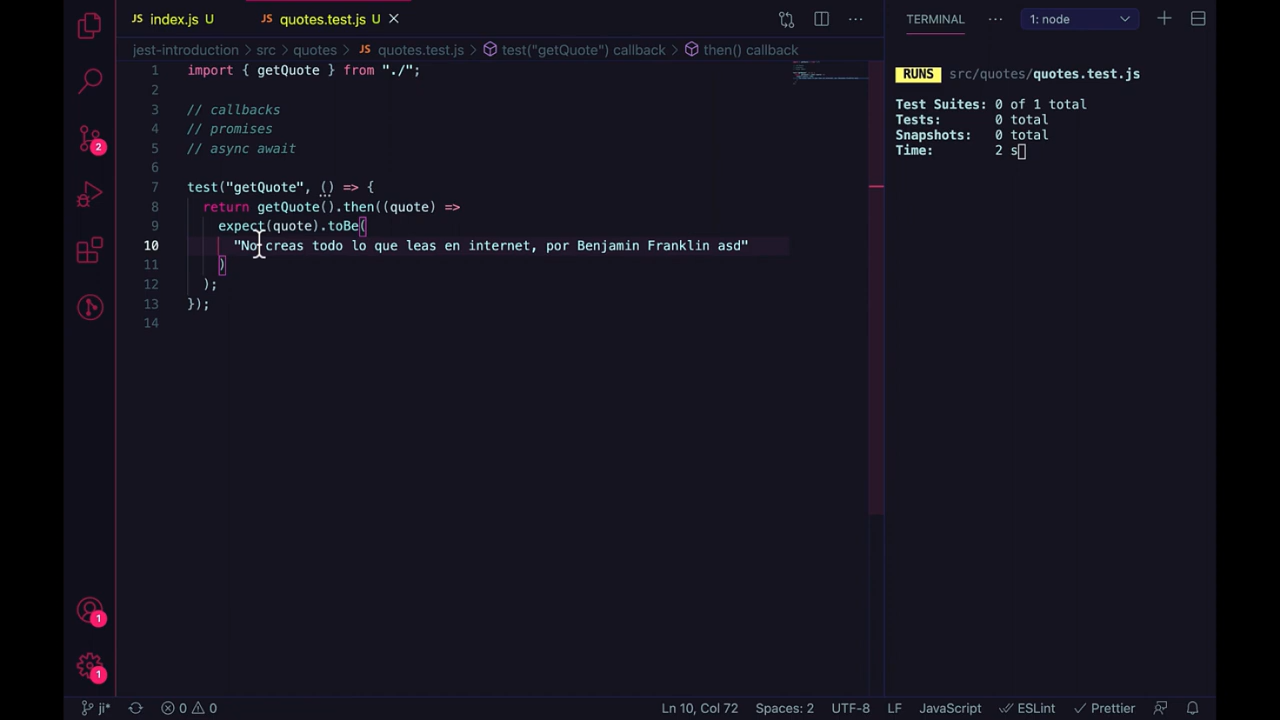 JS index.js U
JS quotes.test.js U
jest-introduction > src > quotes > JS quotes.test.js > test("getQuote") callback > then() callback
1 import { getQuote } from "./";
2
3 // callbacks
4 // promises
5 // async await
6
7 test("getQuote", () => {
8 return getQuote().then((quote) =>
9 expect(quote).toBe(
10 "No creas todo lo que leas en internet, por Benjamin Franklin asd"
11 )
12 );
13 });
14
TERMINAL ··· 1: node
RUNS src/quotes/quotes.test.js
Test Suites: 0 of 1 total
Tests: 0 total
Snapshots: 0 total
Time: 2 s
2
1
1
ji* 0 0 Ln 10, Col 72 Spaces: 2 UTF-8 LF JavaScript ESLint Prettier